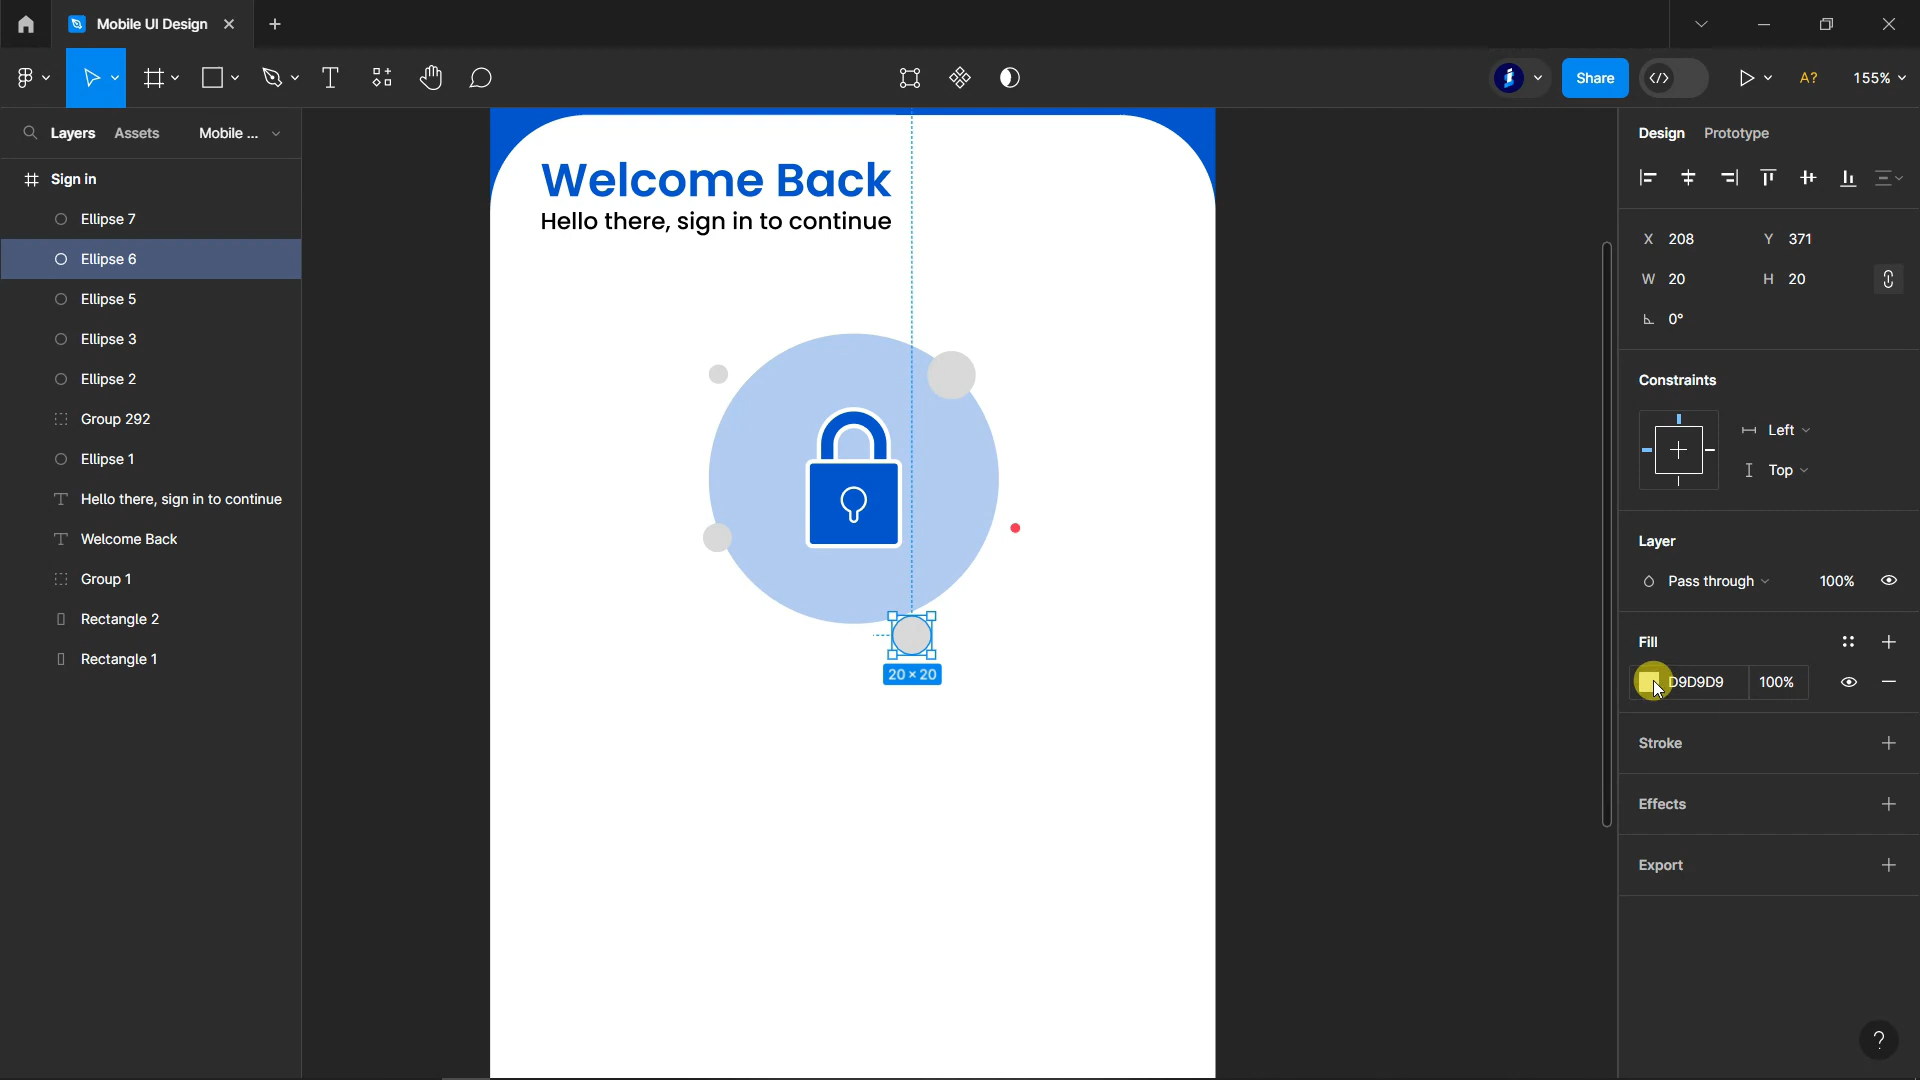 Mobile UI Design
Share
A?
155%
Layers
Assets
Mobile ...
Design
Prototype
Sign in
Ellipse 7
Ellipse 6
Ellipse 5
Ellipse 3
Ellipse 2
Group 292
Ellipse 1
Hello there, sign in to continue
Welcome Back
Group 1
Rectangle 2
Rectangle 1
Welcome Back
Hello there, sign in to continue
20 × 20
X 208
Y 371
W 20
H 20
0°
Constraints
Left
Top
Layer
Pass through
100%
Fill
D9D9D9
100%
Stroke
Effects
Export
?